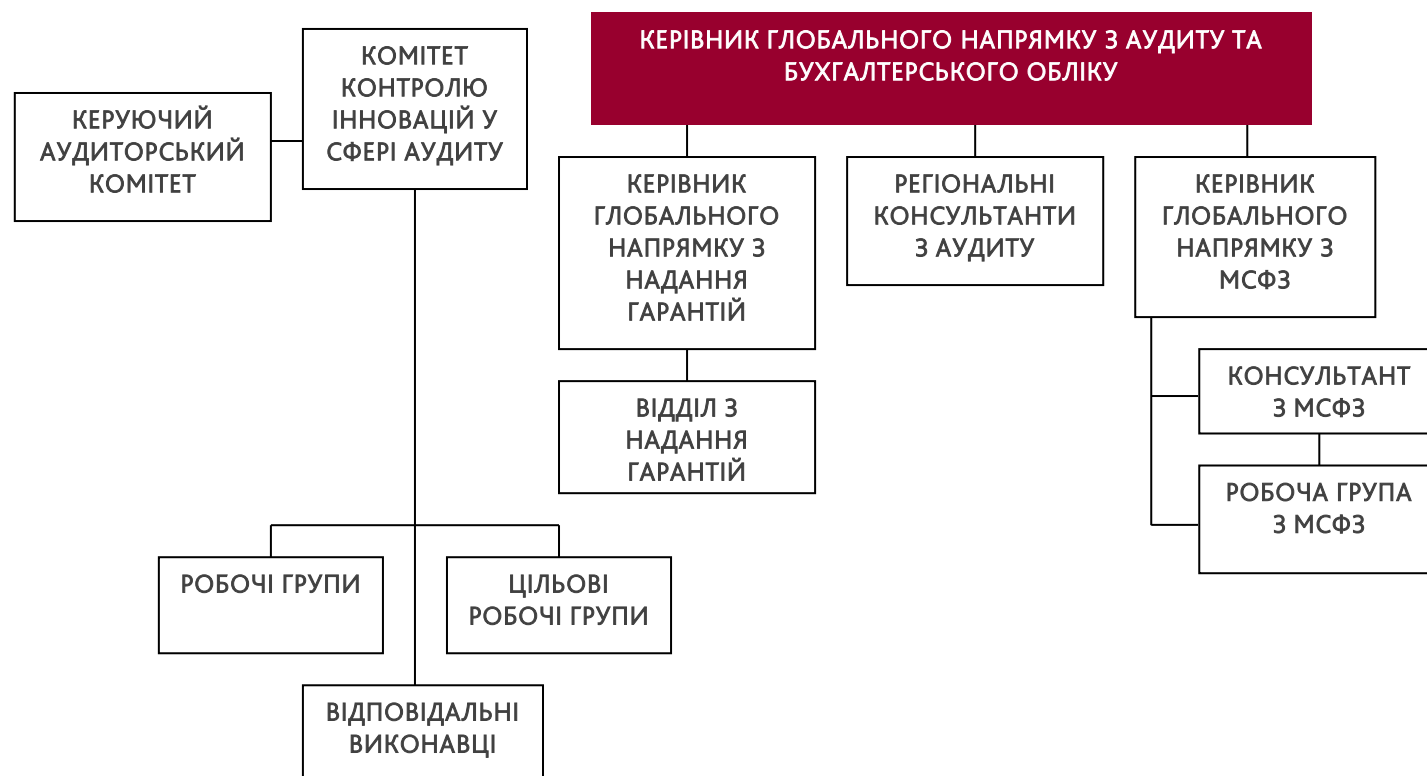 КЕРУЮЧИЙ
АУДИТОРСЬКИЙ
КОМІТЕТ
КОМІТЕТ
КОНТРОЛЮ
ІННОВАЦІЙ У
СФЕРІ АУДИТУ
РОБОЧІ ГРУПИ
ЦІЛЬОВІ
РОБОЧІ ГРУПИ
ВІДПОВІДАЛЬНІ
ВИКОНАВЦІ
КЕРІВНИК ГЛОБАЛЬНОГО НАПРЯМКУ З АУДИТУ ТА
БУХГАЛТЕРСЬКОГО ОБЛІКУ
КЕРІВНИК
ГЛОБАЛЬНОГО
НАПРЯМКУ З
НАДАННЯ
ГАРАНТІЙ
ВІДДІЛ З
НАДАННЯ
ГАРАНТІЙ
РЕГІОНАЛЬНІ
КОНСУЛЬТАНТИ
З АУДИТУ
КЕРІВНИК
ГЛОБАЛЬНОГО
НАПРЯМКУ З
МСФЗ
КОНСУЛЬТАНТ
З МСФЗ
РОБОЧА ГРУПА
З МСФЗ